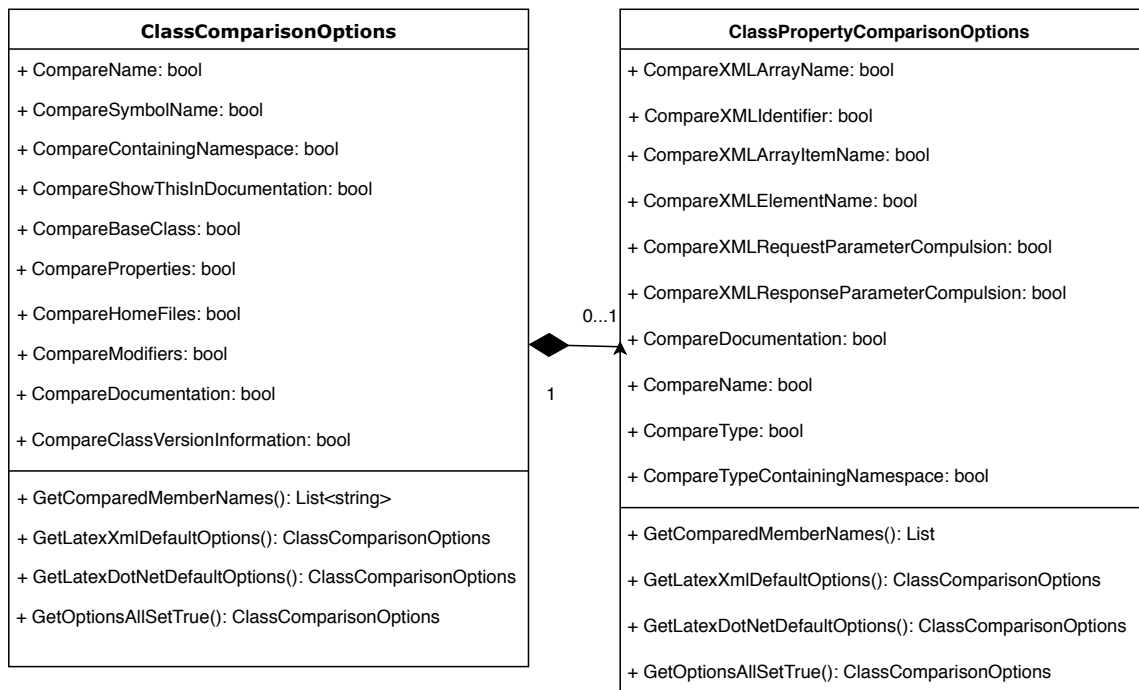 ClassComparisonOptions
+ CompareName: bool
+ CompareSymbolName: bool
+ CompareContainingNamespace: bool
+ CompareShowThisInDocumentation: bool
+ CompareBaseClass: bool
+ CompareProperties: bool
+ CompareHomeFiles: bool
+ CompareModifiers: bool
+ CompareDocumentation: bool
+ CompareClassVersionInformation: bool
+ GetComparedMemberNames(): List<string>
+ GetLatexXmlDefaultOptions(): ClassComparisonOptions
+ GetLatexDotNetDefaultOptions(): ClassComparisonOptions
+ GetOptionsAllSetTrue(): ClassComparisonOptions
0...1
1
ClassPropertyComparisonOptions
+ CompareXMLArrayName: bool
+ CompareXMLIdentifier: bool
+ CompareXMLArrayItemName: bool
+ CompareXMLElementName: bool
+ CompareXMLRequestParameterCompulsion: bool
+ CompareXMLResponseParameterCompulsion: bool
+ CompareDocumentation: bool
+ CompareName: bool
+ CompareType: bool
+ CompareTypeContainingNamespace: bool
+ GetComparedMemberNames(): List
+ GetLatexXmlDefaultOptions(): ClassComparisonOptions
+ GetLatexDotNetDefaultOptions(): ClassComparisonOptions
+ GetOptionsAllSetTrue(): ClassComparisonOptions